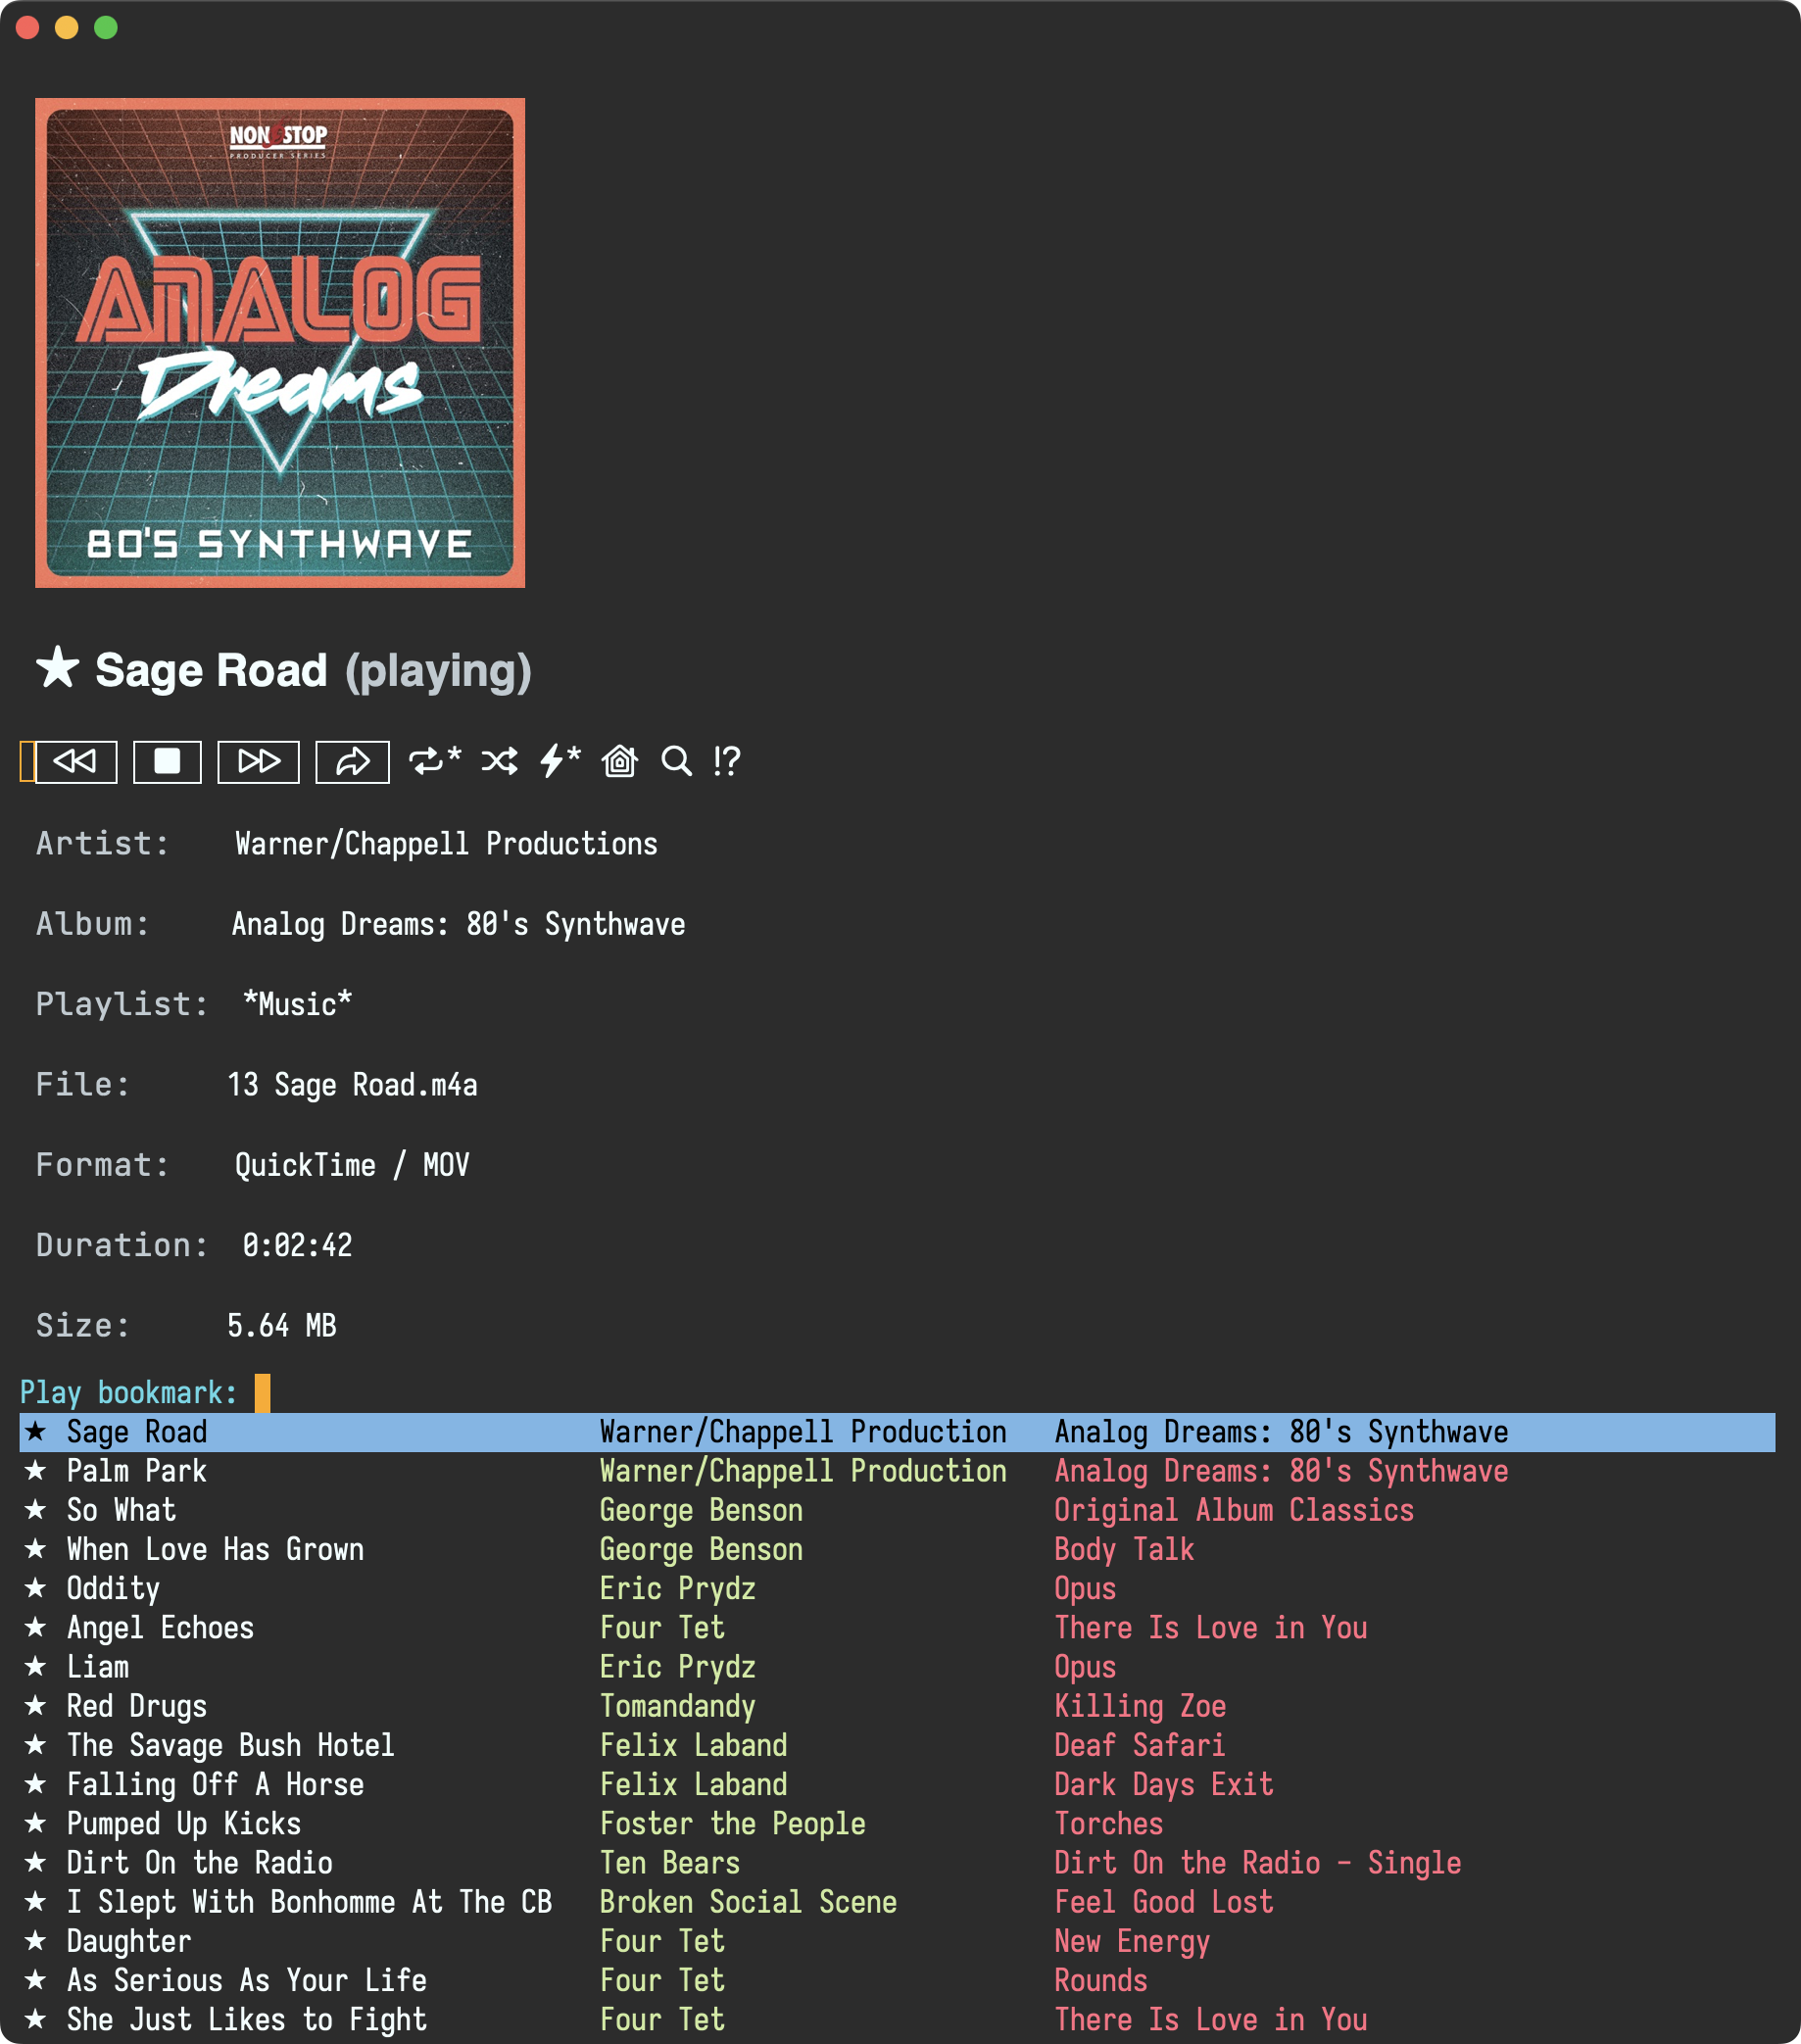 NON STOP
PRODUCER SERIES
ANALOG
Dreams
80'S SYNTHWAVE
★ Sage Road (playing)
* * !?
Artist: Warner/Chappell Productions
Album: Analog Dreams: 80's Synthwave
Playlist: *Music*
File: 13 Sage Road.m4a
Format: QuickTime / MOV
Duration: 0:02:42
Size: 5.64 MB
Play bookmark:
★ Sage Road Warner/Chappell Production Analog Dreams: 80's Synthwave
★ Palm Park Warner/Chappell Production Analog Dreams: 80's Synthwave
★ So What George Benson Original Album Classics
★ When Love Has Grown George Benson Body Talk
★ Oddity Eric Prydz Opus
★ Angel Echoes Four Tet There Is Love in You
★ Liam Eric Prydz Opus
★ Red Drugs Tomandandy Killing Zoe
★ The Savage Bush Hotel Felix Laband Deaf Safari
★ Falling Off A Horse Felix Laband Dark Days Exit
★ Pumped Up Kicks Foster the People Torches
★ Dirt On the Radio Ten Bears Dirt On the Radio – Single
★ I Slept With Bonhomme At The CB Broken Social Scene Feel Good Lost
★ Daughter Four Tet New Energy
★ As Serious As Your Life Four Tet Rounds
★ She Just Likes to Fight Four Tet There Is Love in You